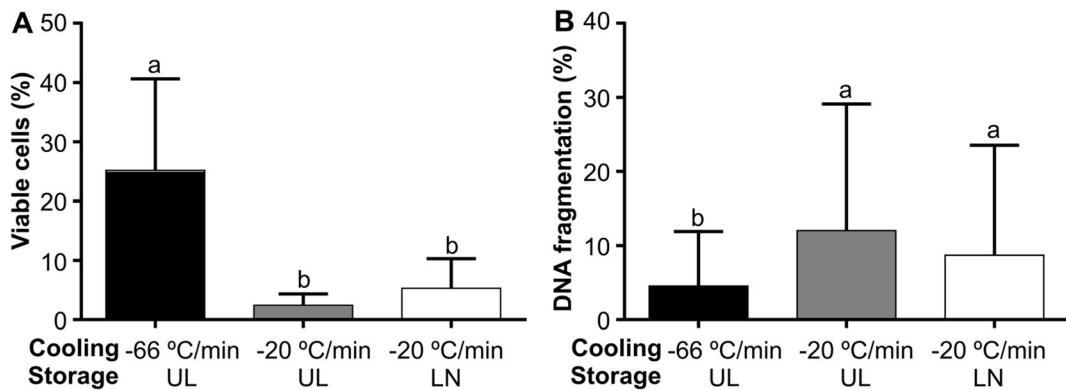 A
B
Viable cells (%)
50
40
30
20
10
0
a
b
b
Cooling -66 ºC/min -20 ºC/min -20 ºC/min
Storage UL UL LN
DNA fragmentation (%)
40
30
20
10
0
b
a
a
Cooling -66 ºC/min -20 ºC/min -20 ºC/min
Storage UL UL LN